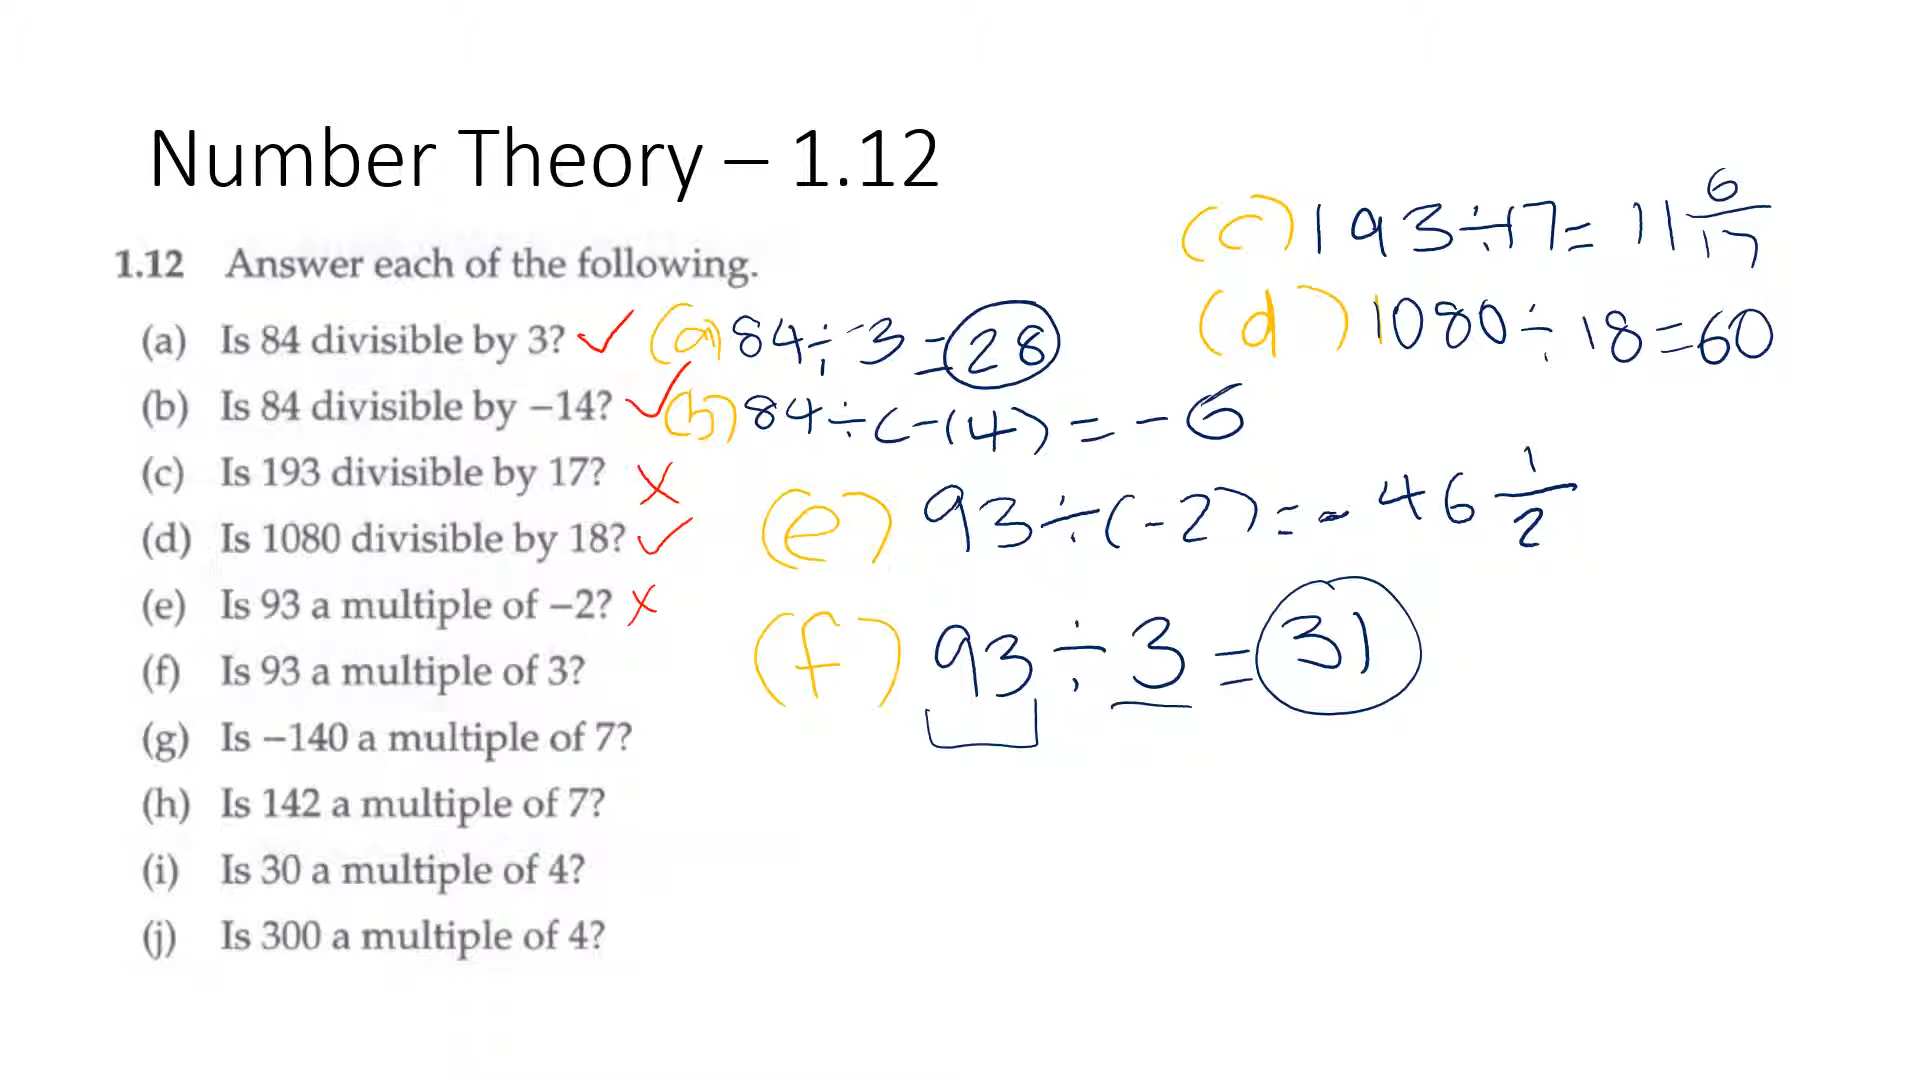 Number Theory – 1.12
1.12 Answer each of the following.
(a) Is 84 divisible by 3? ✓
(b) Is 84 divisible by −14? ✓
(c) Is 193 divisible by 17? ✗
(d) Is 1080 divisible by 18? ✓
(e) Is 93 a multiple of −2? ✗
(f) Is 93 a multiple of 3?
(g) Is −140 a multiple of 7?
(h) Is 142 a multiple of 7?
(i) Is 30 a multiple of 4?
(j) Is 300 a multiple of 4?
(a) 84 ÷ 3 = 28
(b) 84 ÷ (-14) = -6
(c) 193 ÷ 17 = 11 6/17
(d) 1080 ÷ 18 = 60
(e) 93 ÷ (-2) = -46 1/2
(f) 93 ÷ 3 = 31